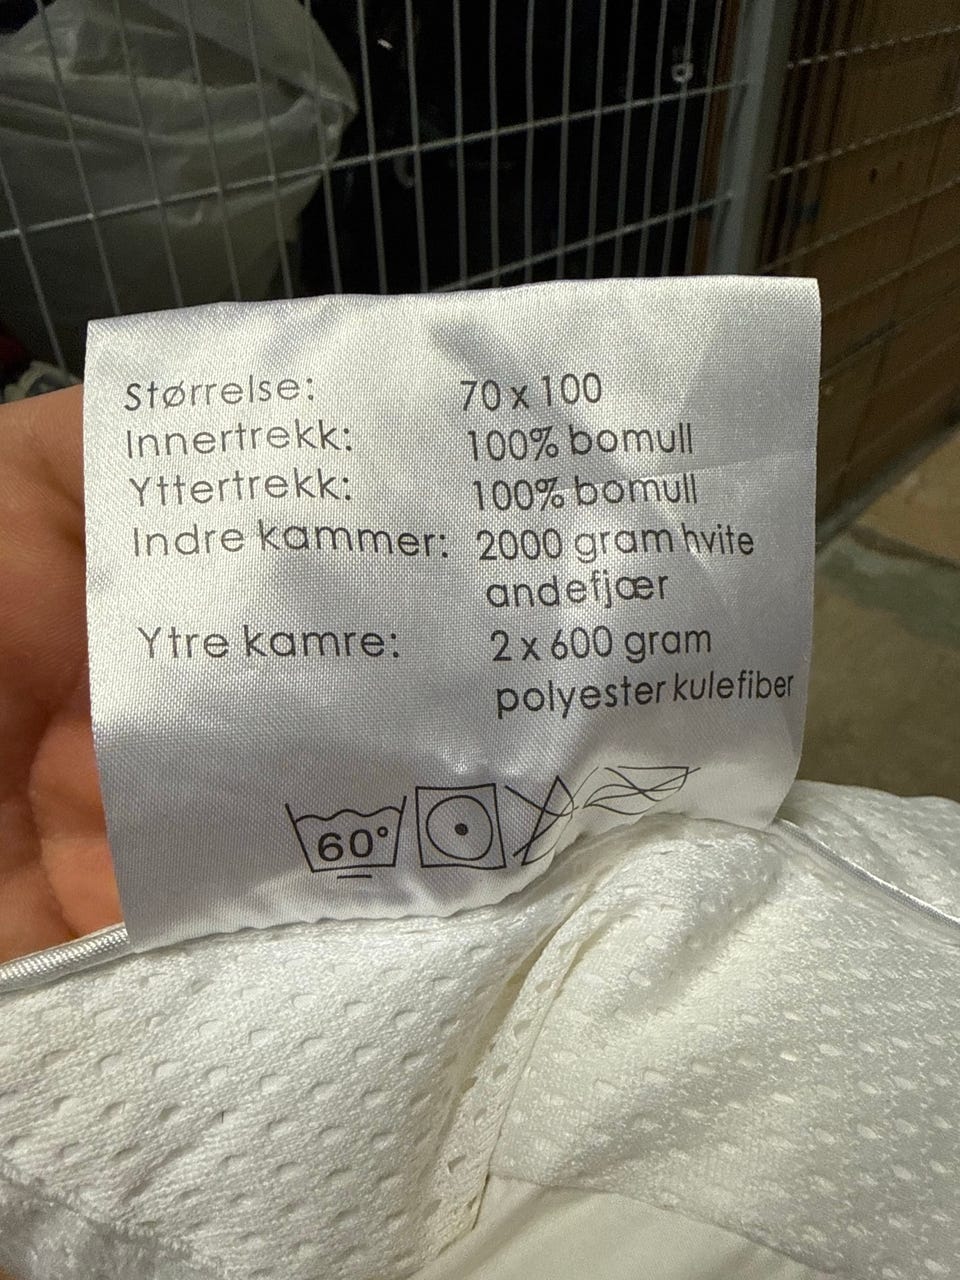 Størrelse: 70 x 100
Innertrekk: 100% bomull
Yttertrekk: 100% bomull
Indre kammer: 2000 gram hvite
andefjær
Ytre kamre: 2 x 600 gram
polyester kulefiber
60°